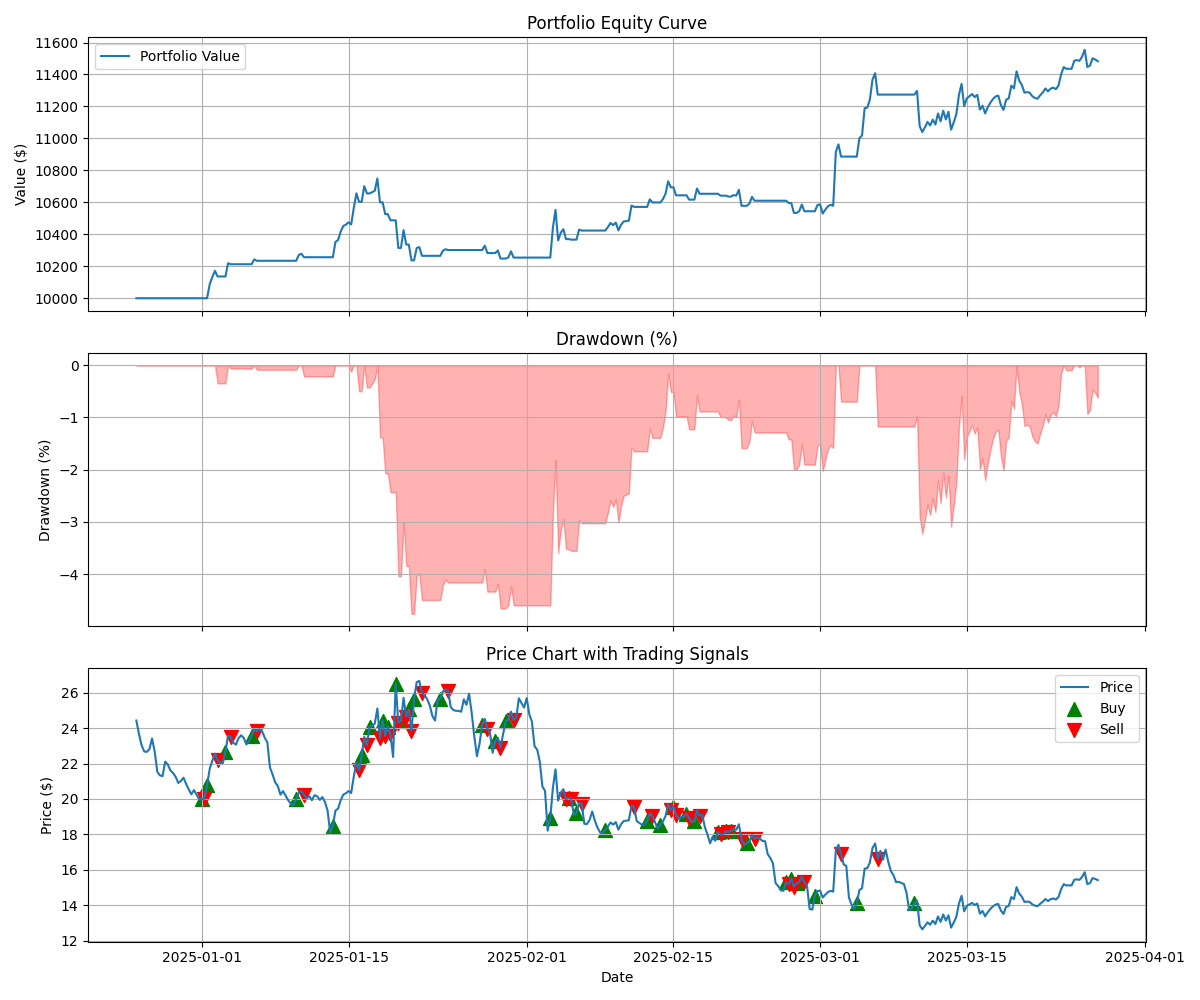 Portfolio Equity Curve
11600
11400
11200
11000
10800
10600
10400
10200
10000
Value ($)
Portfolio Value
Drawdown (%)
0
−1
−2
−3
−4
Drawdown (%)
Price Chart with Trading Signals
26
24
22
20
18
16
14
12
Price ($)
Price
Buy
Sell
2025-01-01
2025-01-15
2025-02-01
2025-02-15
2025-03-01
2025-03-15
2025-04-01
Date